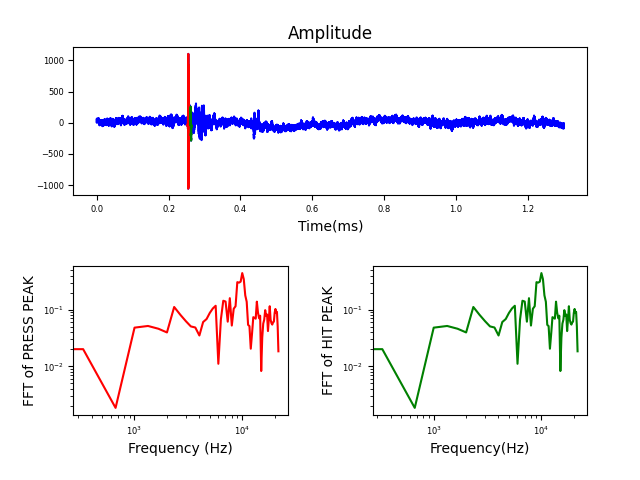 Amplitude
1000
500
0
−500
−1000
0.0 0.2 0.4 0.6 0.8 1.0 1.2
Time(ms)
FFT of PRESS PEAK
10⁻¹
10⁻²
10³ 10⁴
Frequency (Hz)
FFT of HIT PEAK
10⁻¹
10⁻²
10³ 10⁴
Frequency(Hz)